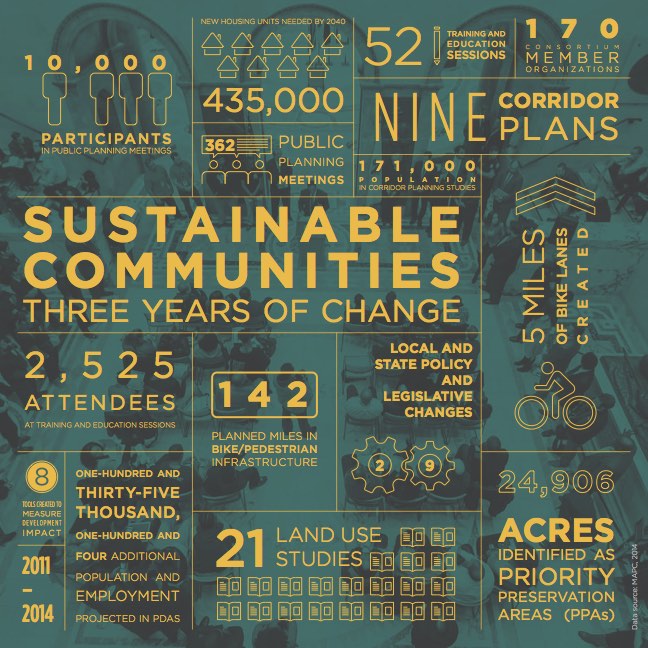 10,000
PARTICIPANTS
IN PUBLIC PLANNING MEETINGS
NEW HOUSING UNITS NEEDED BY 2040
435,000
362
PUBLIC
PLANNING
MEETINGS
52
TRAINING AND
EDUCATION
SESSIONS
170
CONSORTIUM
MEMBER
ORGANIZATIONS
NINE
CORRIDOR
PLANS
171,000
POPULATION
IN CORRIDOR PLANNING STUDIES
SUSTAINABLE
COMMUNITIES
THREE YEARS OF CHANGE
5 MILES
OF BIKE LANES
CREATED
2,525
ATTENDEES
AT TRAINING AND EDUCATION SESSIONS
142
PLANNED MILES IN
BIKE/PEDESTRIAN
INFRASTRUCTURE
LOCAL AND
STATE POLICY
AND
LEGISLATIVE
CHANGES
2 9
8
TOOLS CREATED TO
MEASURE
DEVELOPMENT
IMPACT
2011
–
2014
ONE-HUNDRED AND
THIRTY-FIVE
THOUSAND,
ONE-HUNDRED AND
FOUR ADDITIONAL
POPULATION AND
EMPLOYMENT
PROJECTED IN PDAS
21
LAND USE
STUDIES
24,906
ACRES
IDENTIFIED AS
PRIORITY
PRESERVATION
AREAS (PPAs)
Data source: MAPC, 2014